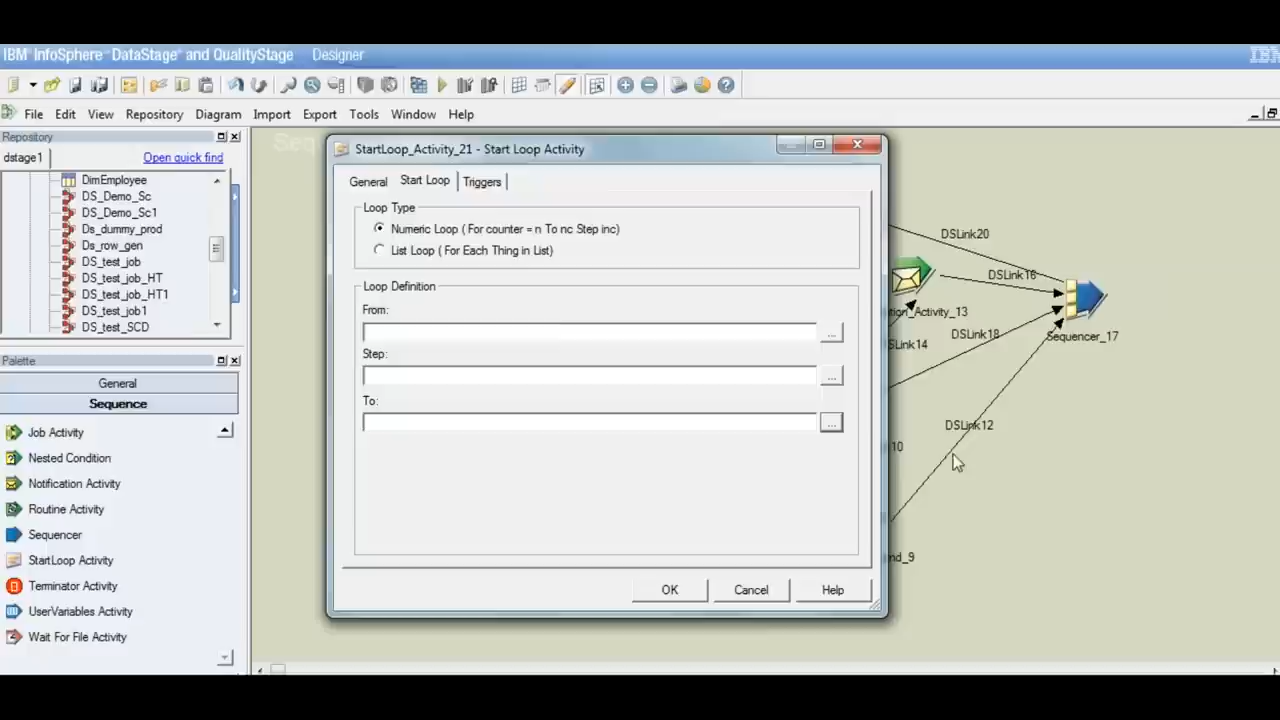 IBM InfoSphere DataStage and QualityStage Designer
IBM
File Edit View Repository Diagram Import Export Tools Window Help
Repository
dstage1
Open quick find
DimEmployee
DS_Demo_Sc
DS_Demo_Sc1
Ds_dummy_prod
Ds_row_gen
DS_test_job
DS_test_job_HT
DS_test_job_HT1
DS_test_job1
DS_test_SCD
Palette
General
Sequence
Job Activity
Nested Condition
Notification Activity
Routine Activity
Sequencer
StartLoop Activity
Terminator Activity
UserVariables Activity
Wait For File Activity
Seq
StartLoop_Activity_21 - Start Loop Activity
General Start Loop Triggers
Loop Type
Numeric Loop ( For counter = n To nc Step inc)
List Loop ( For Each Thing in List)
Loop Definition
From:
...
Step:
...
To:
...
OK Cancel Help
DSLink20
DSLink16
tion_Activity_13
DSLink18
Sequencer_17
SLink14
DSLink12
10
nd_9